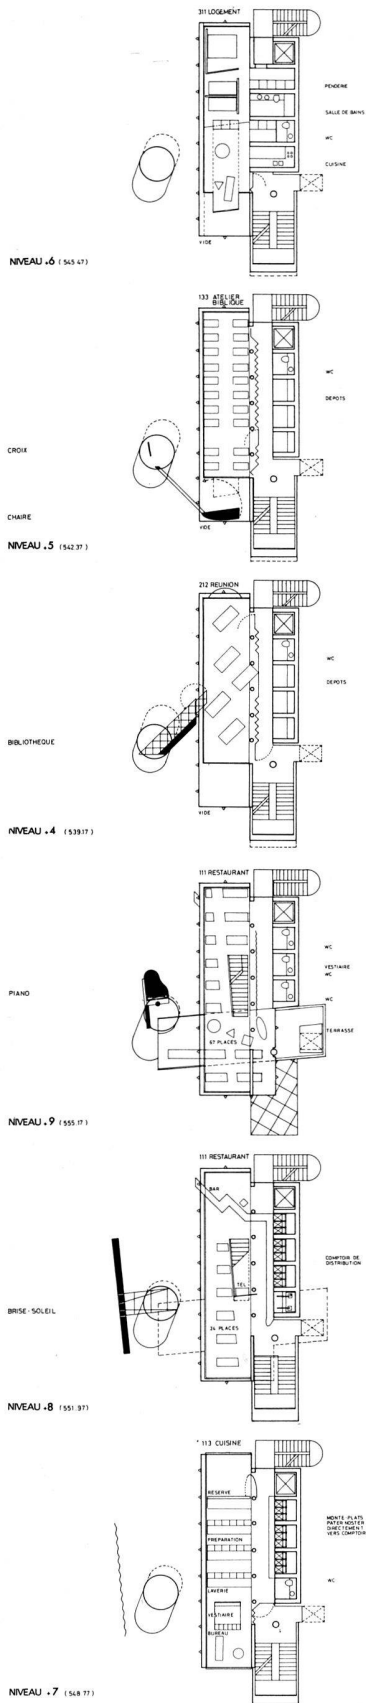 311 LOGEMENT
PENDERIE
SALLE DE BAINS
WC
CUISINE
VIDE
NIVEAU +6 (545.47)
133 ATELIER
BIBLIQUE
WC
DEPOTS
CROIX
CHAIRE
VIDE
NIVEAU +5 (542.37)
212 REUNION
WC
DEPOTS
BIBLIOTHEQUE
VIDE
NIVEAU +4 (539.17)
111 RESTAURANT
WC
VESTIAIRE
WC
PIANO
WC
TERRASSE
67 PLACES
NIVEAU +9 (555.17)
111 RESTAURANT
BAR
COMPTOIR DE
DISTRIBUTION
TEL
BRISE-SOLEIL
34 PLACES
NIVEAU +8 (551.97)
113 CUISINE
RESERVE
MONTE-PLATS
PATER NOSTER
DIRECTEMENT
VERS COMPTOIR
PREPARATION
WC
LAVERIE
VESTIAIRE
BUREAU
NIVEAU +7 (548.77)